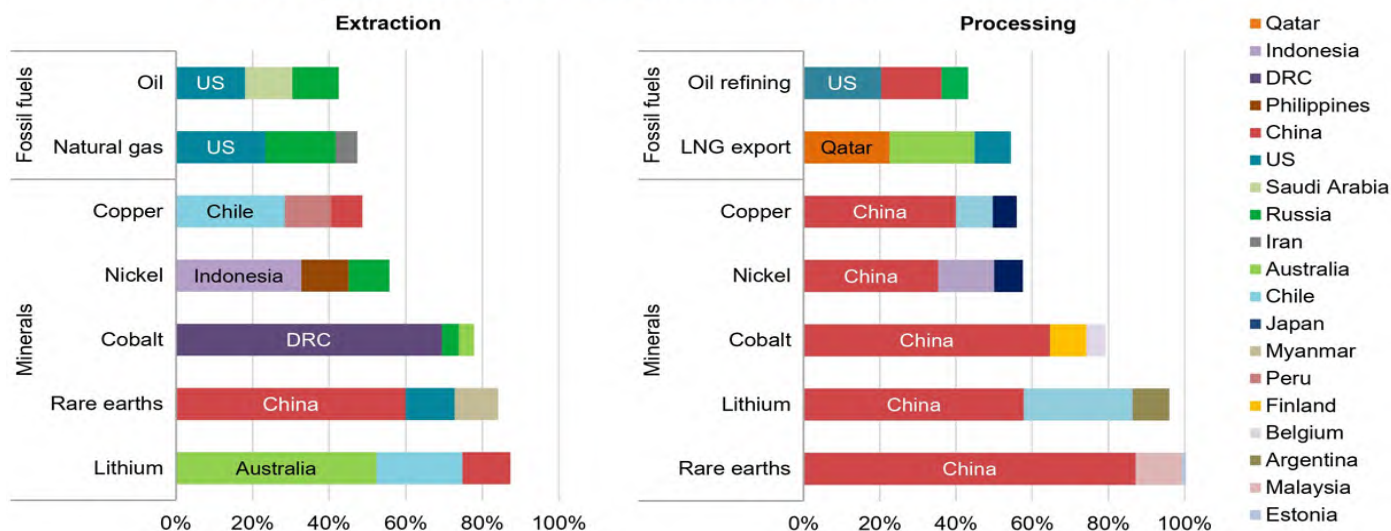 Extraction
Fossil fuels
Oil
US
Natural gas
US
Minerals
Copper
Chile
Nickel
Indonesia
Cobalt
DRC
Rare earths
China
Lithium
Australia
0% 20% 40% 60% 80% 100%
Processing
Fossil fuels
Oil refining
US
LNG export
Qatar
Minerals
Copper
China
Nickel
China
Cobalt
China
Lithium
China
Rare earths
China
0% 20% 40% 60% 80% 100%
Qatar
Indonesia
DRC
Philippines
China
US
Saudi Arabia
Russia
Iran
Australia
Chile
Japan
Myanmar
Peru
Finland
Belgium
Argentina
Malaysia
Estonia